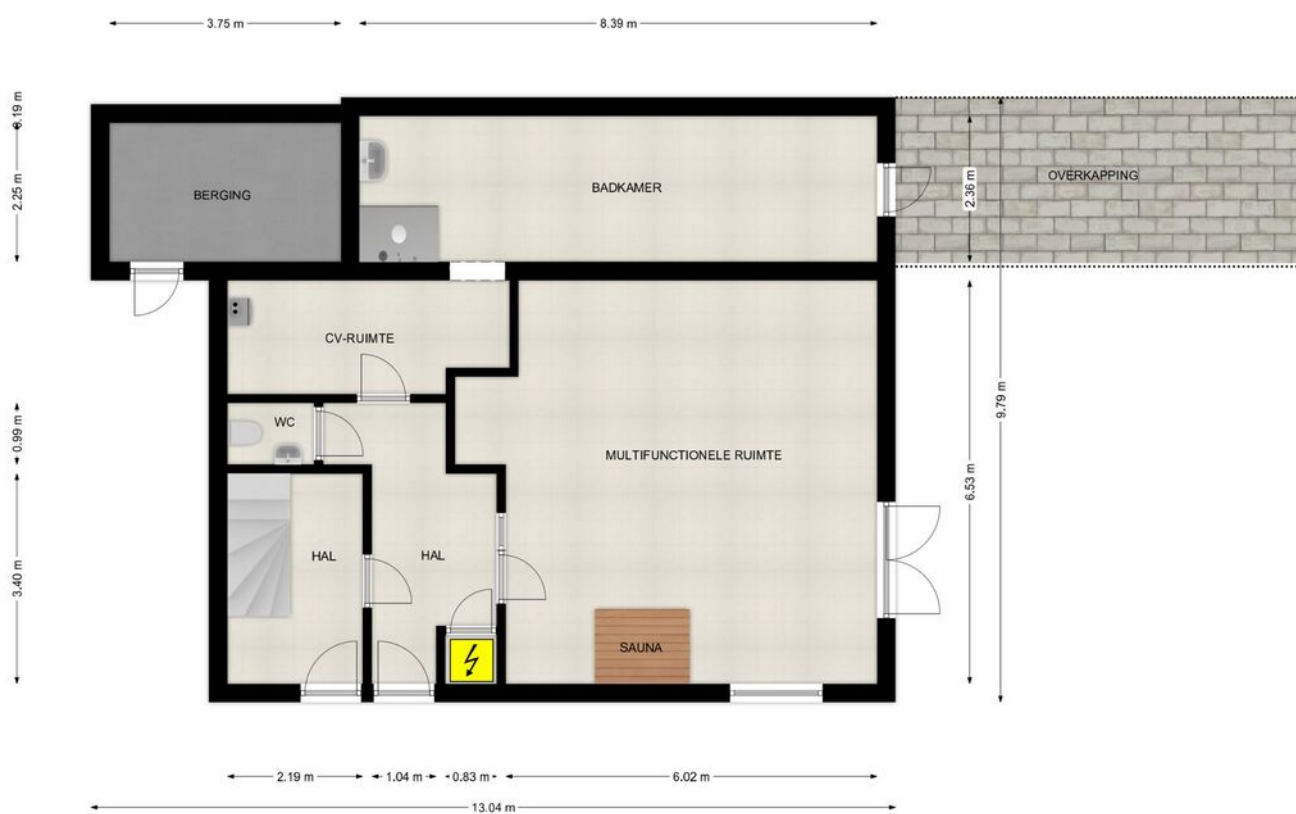 3.75 m
8.39 m
0.19 m
2.25 m
BERGING
BADKAMER
2.36 m
OVERKAPPING
CV-RUIMTE
9.79 m
0.99 m
WC
MULTIFUNCTIONELE RUIMTE
6.53 m
3.40 m
HAL
HAL
SAUNA
2.19 m
1.04 m
0.83 m
6.02 m
13.04 m